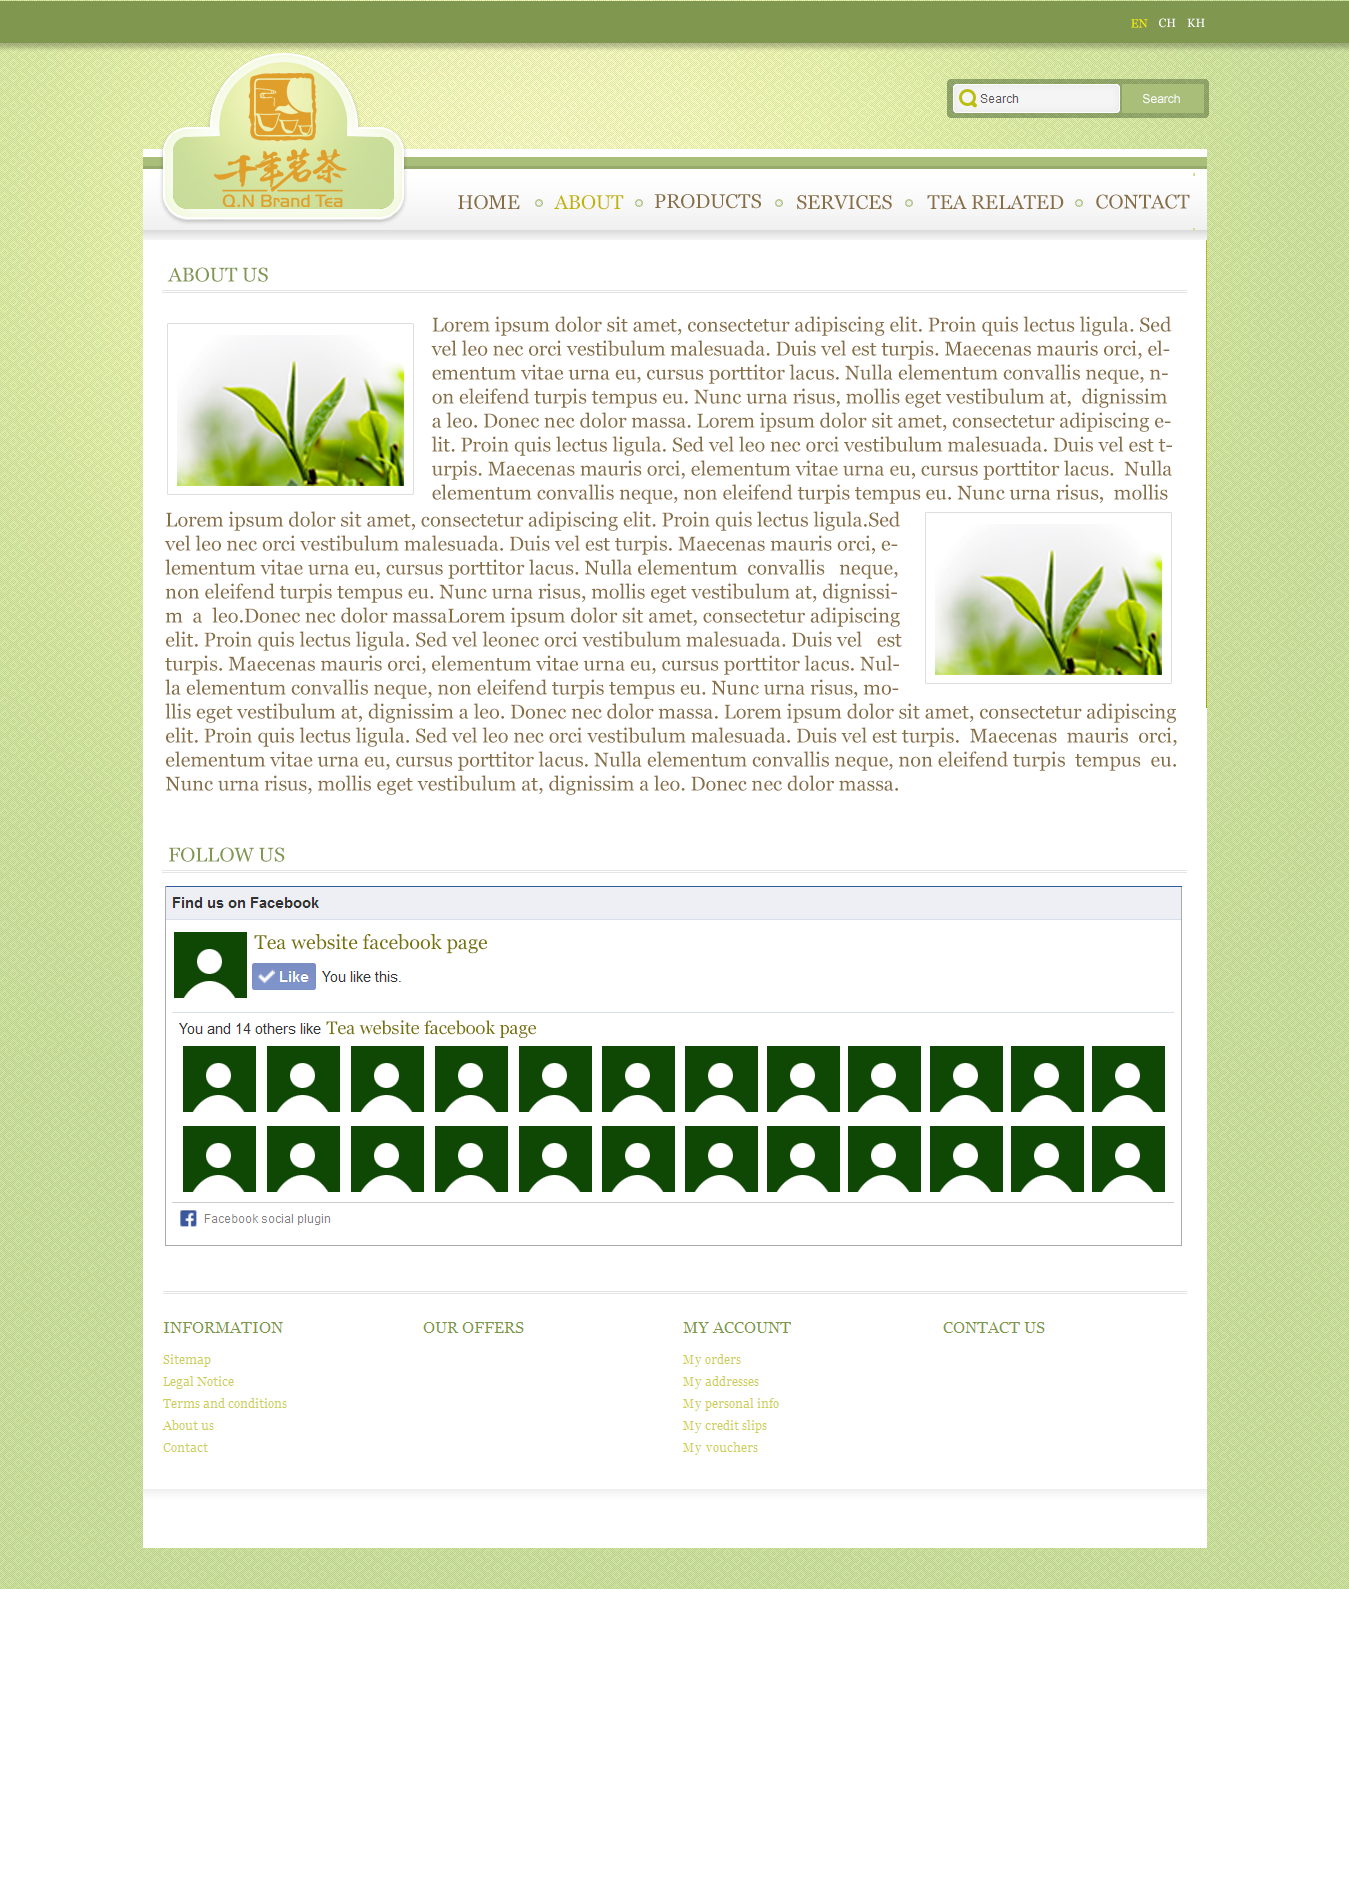 EN CH KH
Search Search
千年茗茶
Q.N Brand Tea
HOME ABOUT PRODUCTS SERVICES TEA RELATED CONTACT
ABOUT US
Lorem ipsum dolor sit amet, consectetur adipiscing elit. Proin quis lectus ligula. Sed
vel leo nec orci vestibulum malesuada. Duis vel est turpis. Maecenas mauris orci, el-
ementum vitae urna eu, cursus porttitor lacus. Nulla elementum convallis neque, n-
on eleifend turpis tempus eu. Nunc urna risus, mollis eget vestibulum at, dignissim
a leo. Donec nec dolor massa. Lorem ipsum dolor sit amet, consectetur adipiscing e-
lit. Proin quis lectus ligula. Sed vel leo nec orci vestibulum malesuada. Duis vel est t-
urpis. Maecenas mauris orci, elementum vitae urna eu, cursus porttitor lacus. Nulla
elementum convallis neque, non eleifend turpis tempus eu. Nunc urna risus, mollis
Lorem ipsum dolor sit amet, consectetur adipiscing elit. Proin quis lectus ligula.Sed
vel leo nec orci vestibulum malesuada. Duis vel est turpis. Maecenas mauris orci, e-
lementum vitae urna eu, cursus porttitor lacus. Nulla elementum convallis neque,
non eleifend turpis tempus eu. Nunc urna risus, mollis eget vestibulum at, dignissi-
m a leo.Donec nec dolor massaLorem ipsum dolor sit amet, consectetur adipiscing
elit. Proin quis lectus ligula. Sed vel leonec orci vestibulum malesuada. Duis vel est
turpis. Maecenas mauris orci, elementum vitae urna eu, cursus porttitor lacus. Nul-
la elementum convallis neque, non eleifend turpis tempus eu. Nunc urna risus, mo-
llis eget vestibulum at, dignissim a leo. Donec nec dolor massa. Lorem ipsum dolor sit amet, consectetur adipiscing
elit. Proin quis lectus ligula. Sed vel leo nec orci vestibulum malesuada. Duis vel est turpis. Maecenas mauris orci,
elementum vitae urna eu, cursus porttitor lacus. Nulla elementum convallis neque, non eleifend turpis tempus eu.
Nunc urna risus, mollis eget vestibulum at, dignissim a leo. Donec nec dolor massa.
FOLLOW US
Find us on Facebook
Tea website facebook page
Like You like this.
You and 14 others like Tea website facebook page
Facebook social plugin
INFORMATION
Sitemap
Legal Notice
Terms and conditions
About us
Contact
OUR OFFERS
MY ACCOUNT
My orders
My addresses
My personal info
My credit slips
My vouchers
CONTACT US